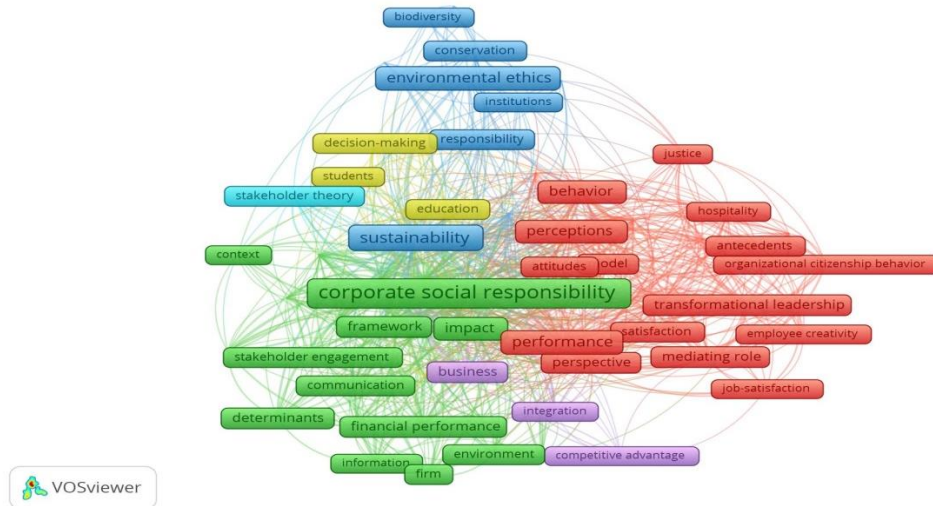 biodiversity
conservation
environmental ethics
institutions
responsibility
decision-making
justice
students
behavior
stakeholder theory
education
hospitality
perceptions
sustainability
antecedents
context
attitudes
model
organizational citizenship behavior
corporate social responsibility
transformational leadership
framework
impact
satisfaction
employee creativity
performance
stakeholder engagement
perspective
mediating role
business
communication
job-satisfaction
integration
determinants
financial performance
environment
competitive advantage
information
firm
VOSviewer